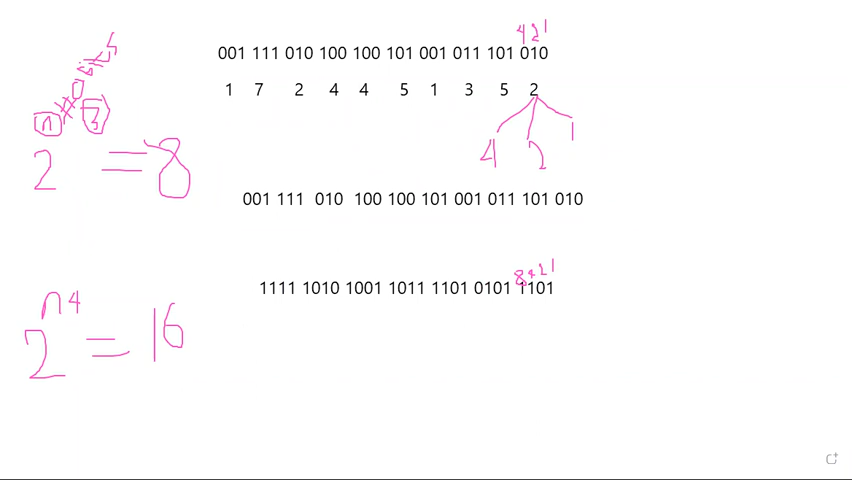 421
001 111 010 100 100 101 001 011 101 010
1 7 2 4 4 5 1 3 5 2
4 2 1
n 3
2 = 8
001 111 010 100 100 101 001 011 101 010
8421
1111 1010 1001 1011 1101 0101 1101
n4
2 = 16